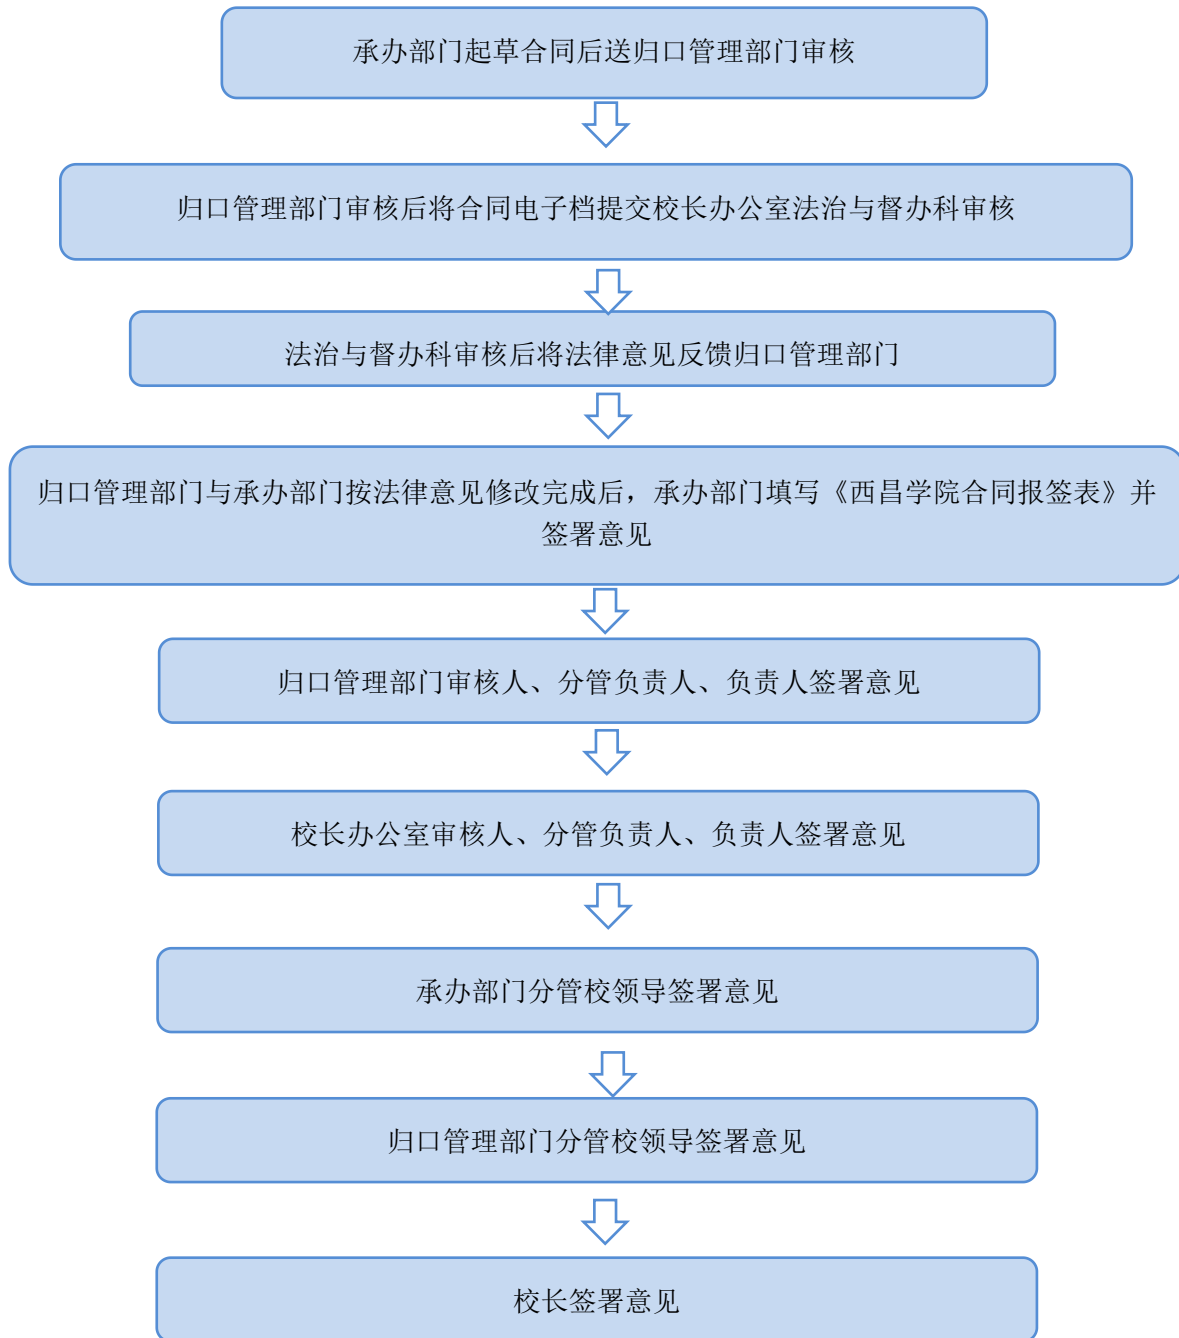 承办部门起草合同后送归口管理部门审核
归口管理部门审核后将合同电子档提交校长办公室法治与督办科审核
法治与督办科审核后将法律意见反馈归口管理部门
归口管理部门与承办部门按法律意见修改完成后，承办部门填写《西昌学院合同报签表》并
签署意见
归口管理部门审核人、分管负责人、负责人签署意见
校长办公室审核人、分管负责人、负责人签署意见
承办部门分管校领导签署意见
归口管理部门分管校领导签署意见
校长签署意见